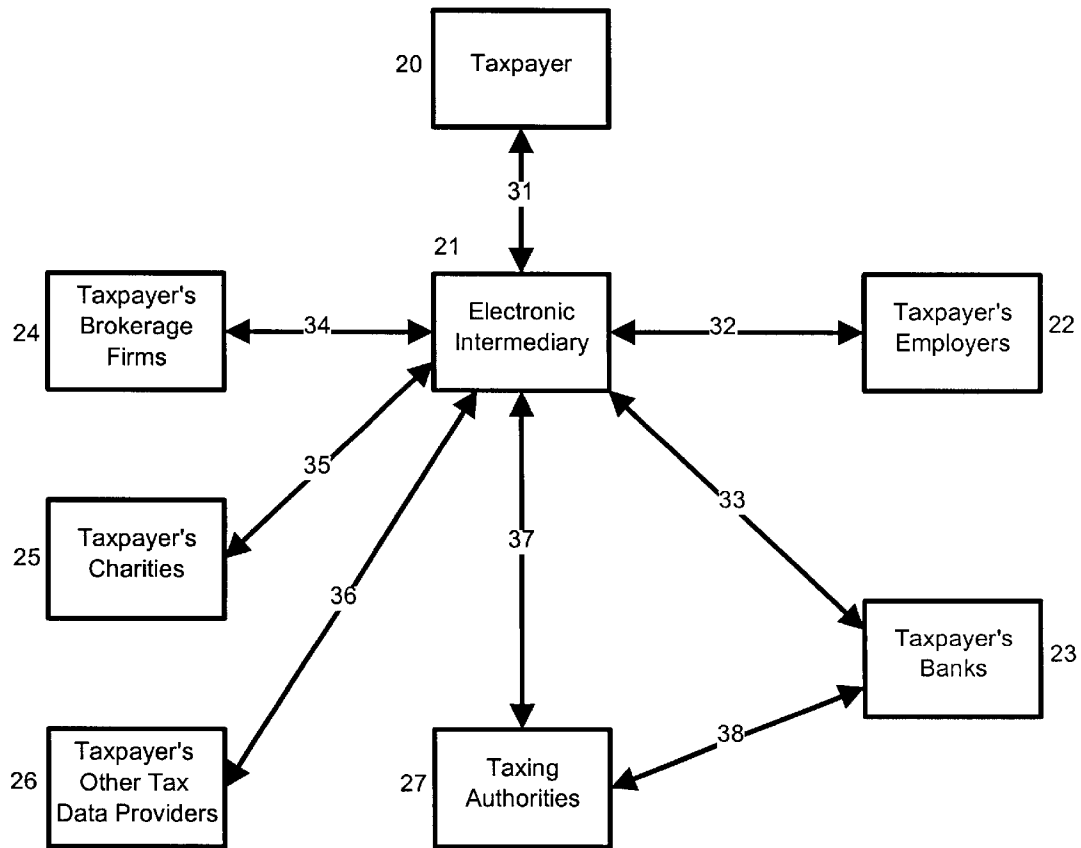 20
Taxpayer
31
21
24
Taxpayer's
Brokerage
Firms
34
Electronic
Intermediary
32
Taxpayer's
Employers
22
35
33
25
Taxpayer's
Charities
37
36
Taxpayer's
Banks
23
38
26
Taxpayer's
Other Tax
Data Providers
27
Taxing
Authorities